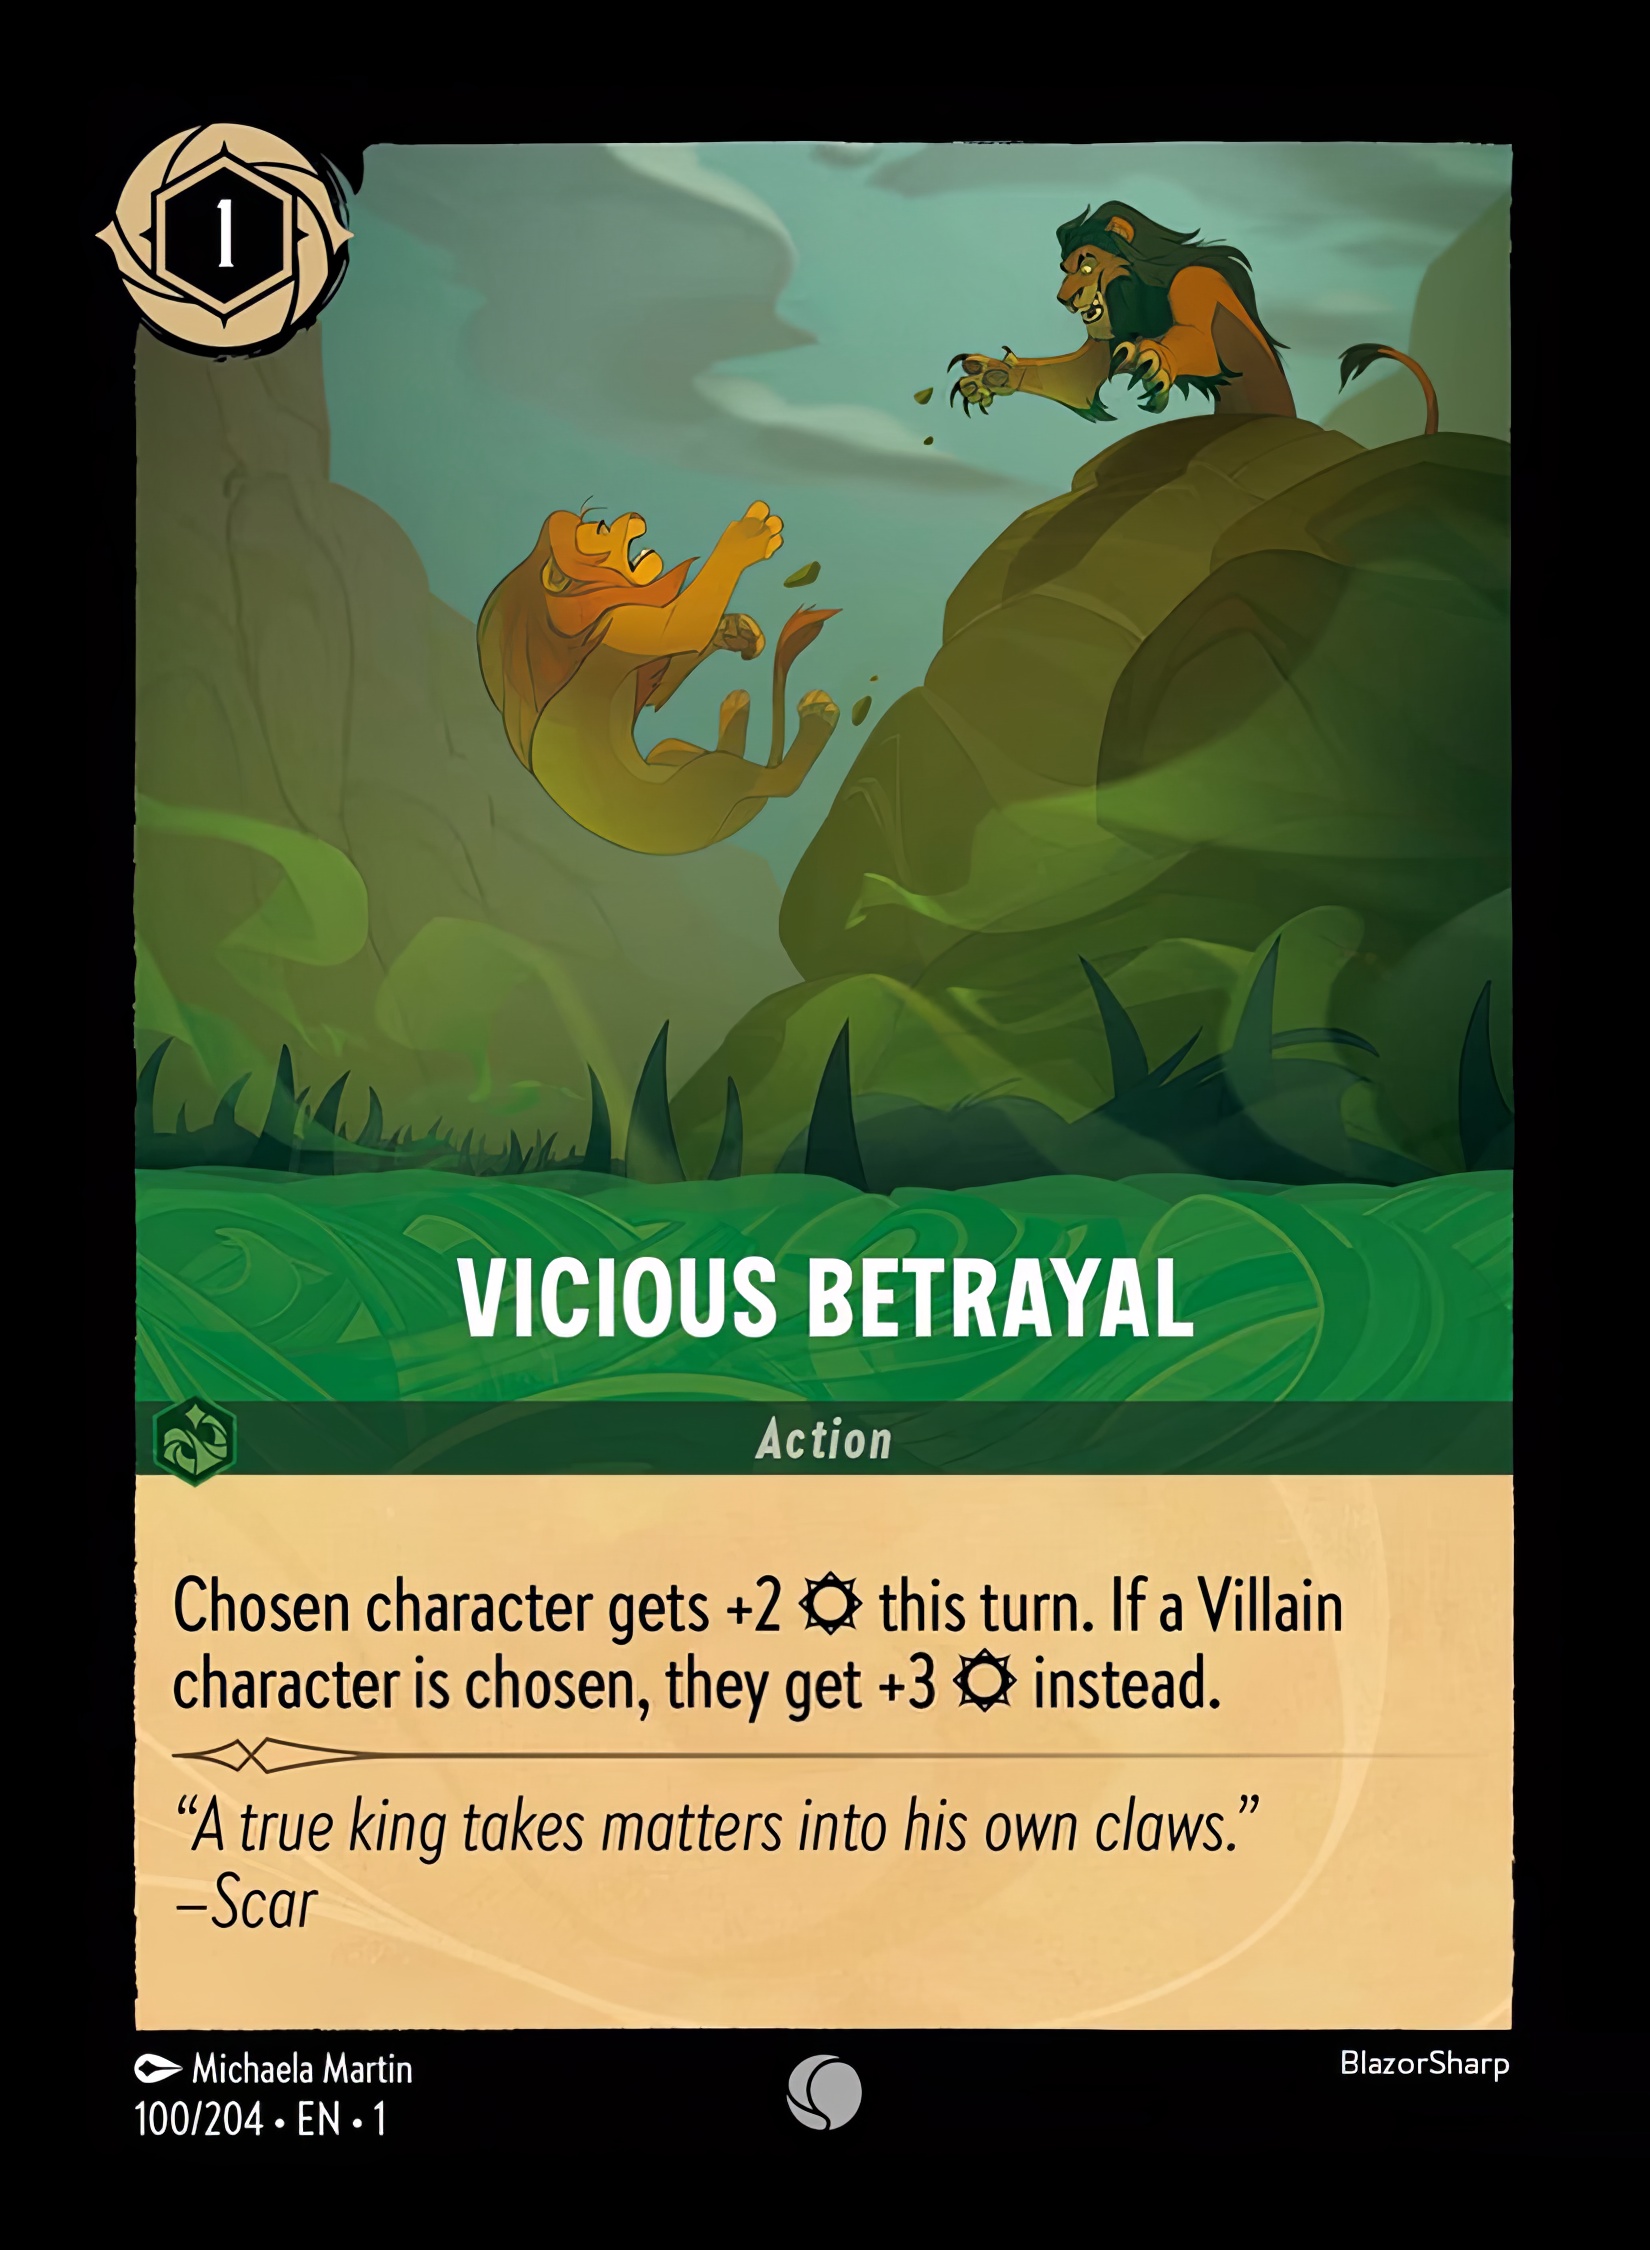 1
VICIOUS BETRAYAL
Action
Chosen character gets +2 this turn. If a Villain
character is chosen, they get +3 instead.
“A true king takes matters into his own claws.”
–Scar
Michaela Martin
100/204 • EN • 1
BlazorSharp